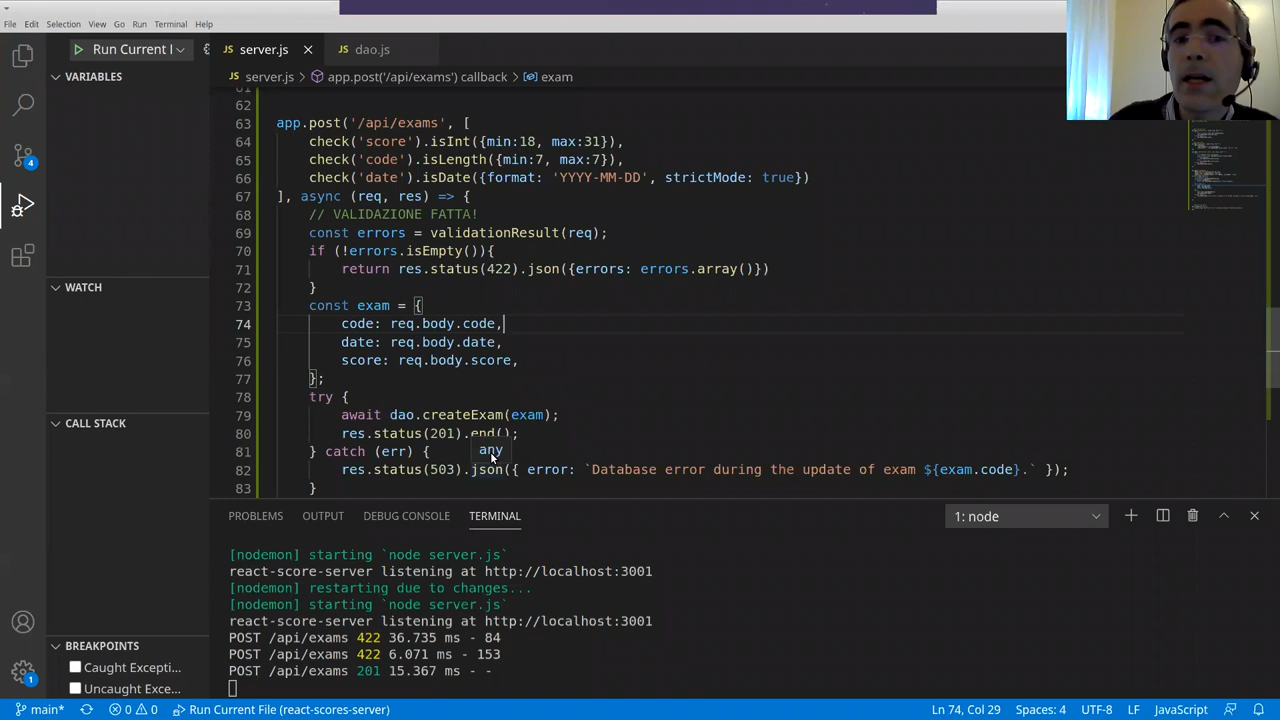 File Edit Selection View Go Run Terminal Help
Run Current
JS server.js
JS dao.js
JS server.js > app.post('/api/exams') callback > exam
VARIABLES
WATCH
CALL STACK
BREAKPOINTS
Caught Excepti...
Uncaught Exce...
4
1
62
63 app.post('/api/exams', [
64 check('score').isInt({min:18, max:31}),
65 check('code').isLength({min:7, max:7}),
66 check('date').isDate({format: 'YYYY-MM-DD', strictMode: true})
67 ], async (req, res) => {
68 // VALIDAZIONE FATTA!
69 const errors = validationResult(req);
70 if (!errors.isEmpty()){
71 return res.status(422).json({errors: errors.array()})
72 }
73 const exam = {
74 code: req.body.code,
75 date: req.body.date,
76 score: req.body.score,
77 };
78 try {
79 await dao.createExam(exam);
80 res.status(201).end();
81 } catch (err) {
any
82 res.status(503).json({ error: `Database error during the update of exam ${exam.code}.` });
83 }
PROBLEMS OUTPUT DEBUG CONSOLE TERMINAL
1: node
[nodemon] starting `node server.js`
react-score-server listening at http://localhost:3001
[nodemon] restarting due to changes...
[nodemon] starting `node server.js`
react-score-server listening at http://localhost:3001
POST /api/exams 422 36.735 ms - 84
POST /api/exams 422 6.071 ms - 153
POST /api/exams 201 15.367 ms - -
main* 0 0 Run Current File (react-scores-server)
Ln 74, Col 29 Spaces: 4 UTF-8 LF JavaScript